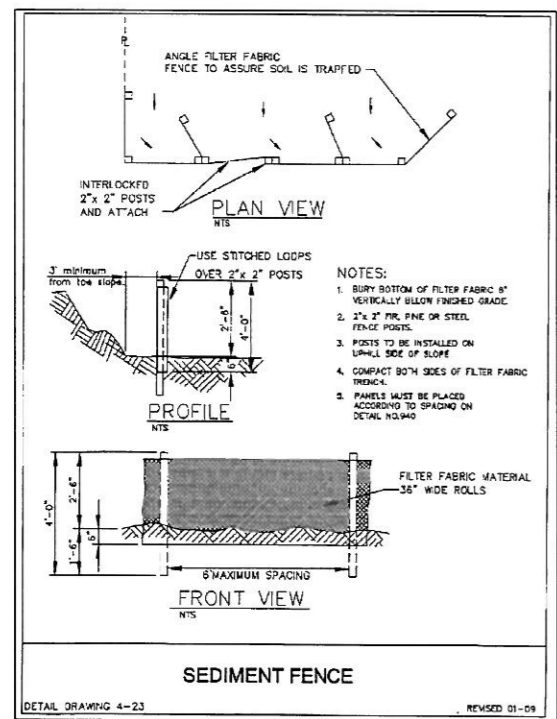 ANGLE FILTER FABRIC
FENCE TO ASSURE SOIL IS TRAPPED
INTERLOCKED
2"x 2" POSTS
AND ATTACH
PLAN VIEW
NTS
3' minimum
from toe slope
USE STITCHED LOOPS
OVER 2"x 2" POSTS
2'-6"
4'-0"
6"
PROFILE
NTS
NOTES:
1. BURY BOTTOM OF FILTER FABRIC 6"
VERTICALLY BELOW FINISHED GRADE.
2. 2"x 2" FIR, PINE OR STEEL
FENCE POSTS.
3. POSTS TO BE INSTALLED ON
UPHILL SIDE OF SLOPE
4. COMPACT BOTH SIDES OF FILTER FABRIC
TRENCH.
5. PANELS MUST BE PLACED
ACCORDING TO SPACING ON
DETAIL NO.940
4'-0"
2'-6"
1'-6"
6"
FILTER FABRIC MATERIAL
36" WIDE ROLLS
6'MAXIMUM SPACING
FRONT VIEW
NTS
SEDIMENT FENCE
DETAIL DRAWING 4-23
REVISED 01-09